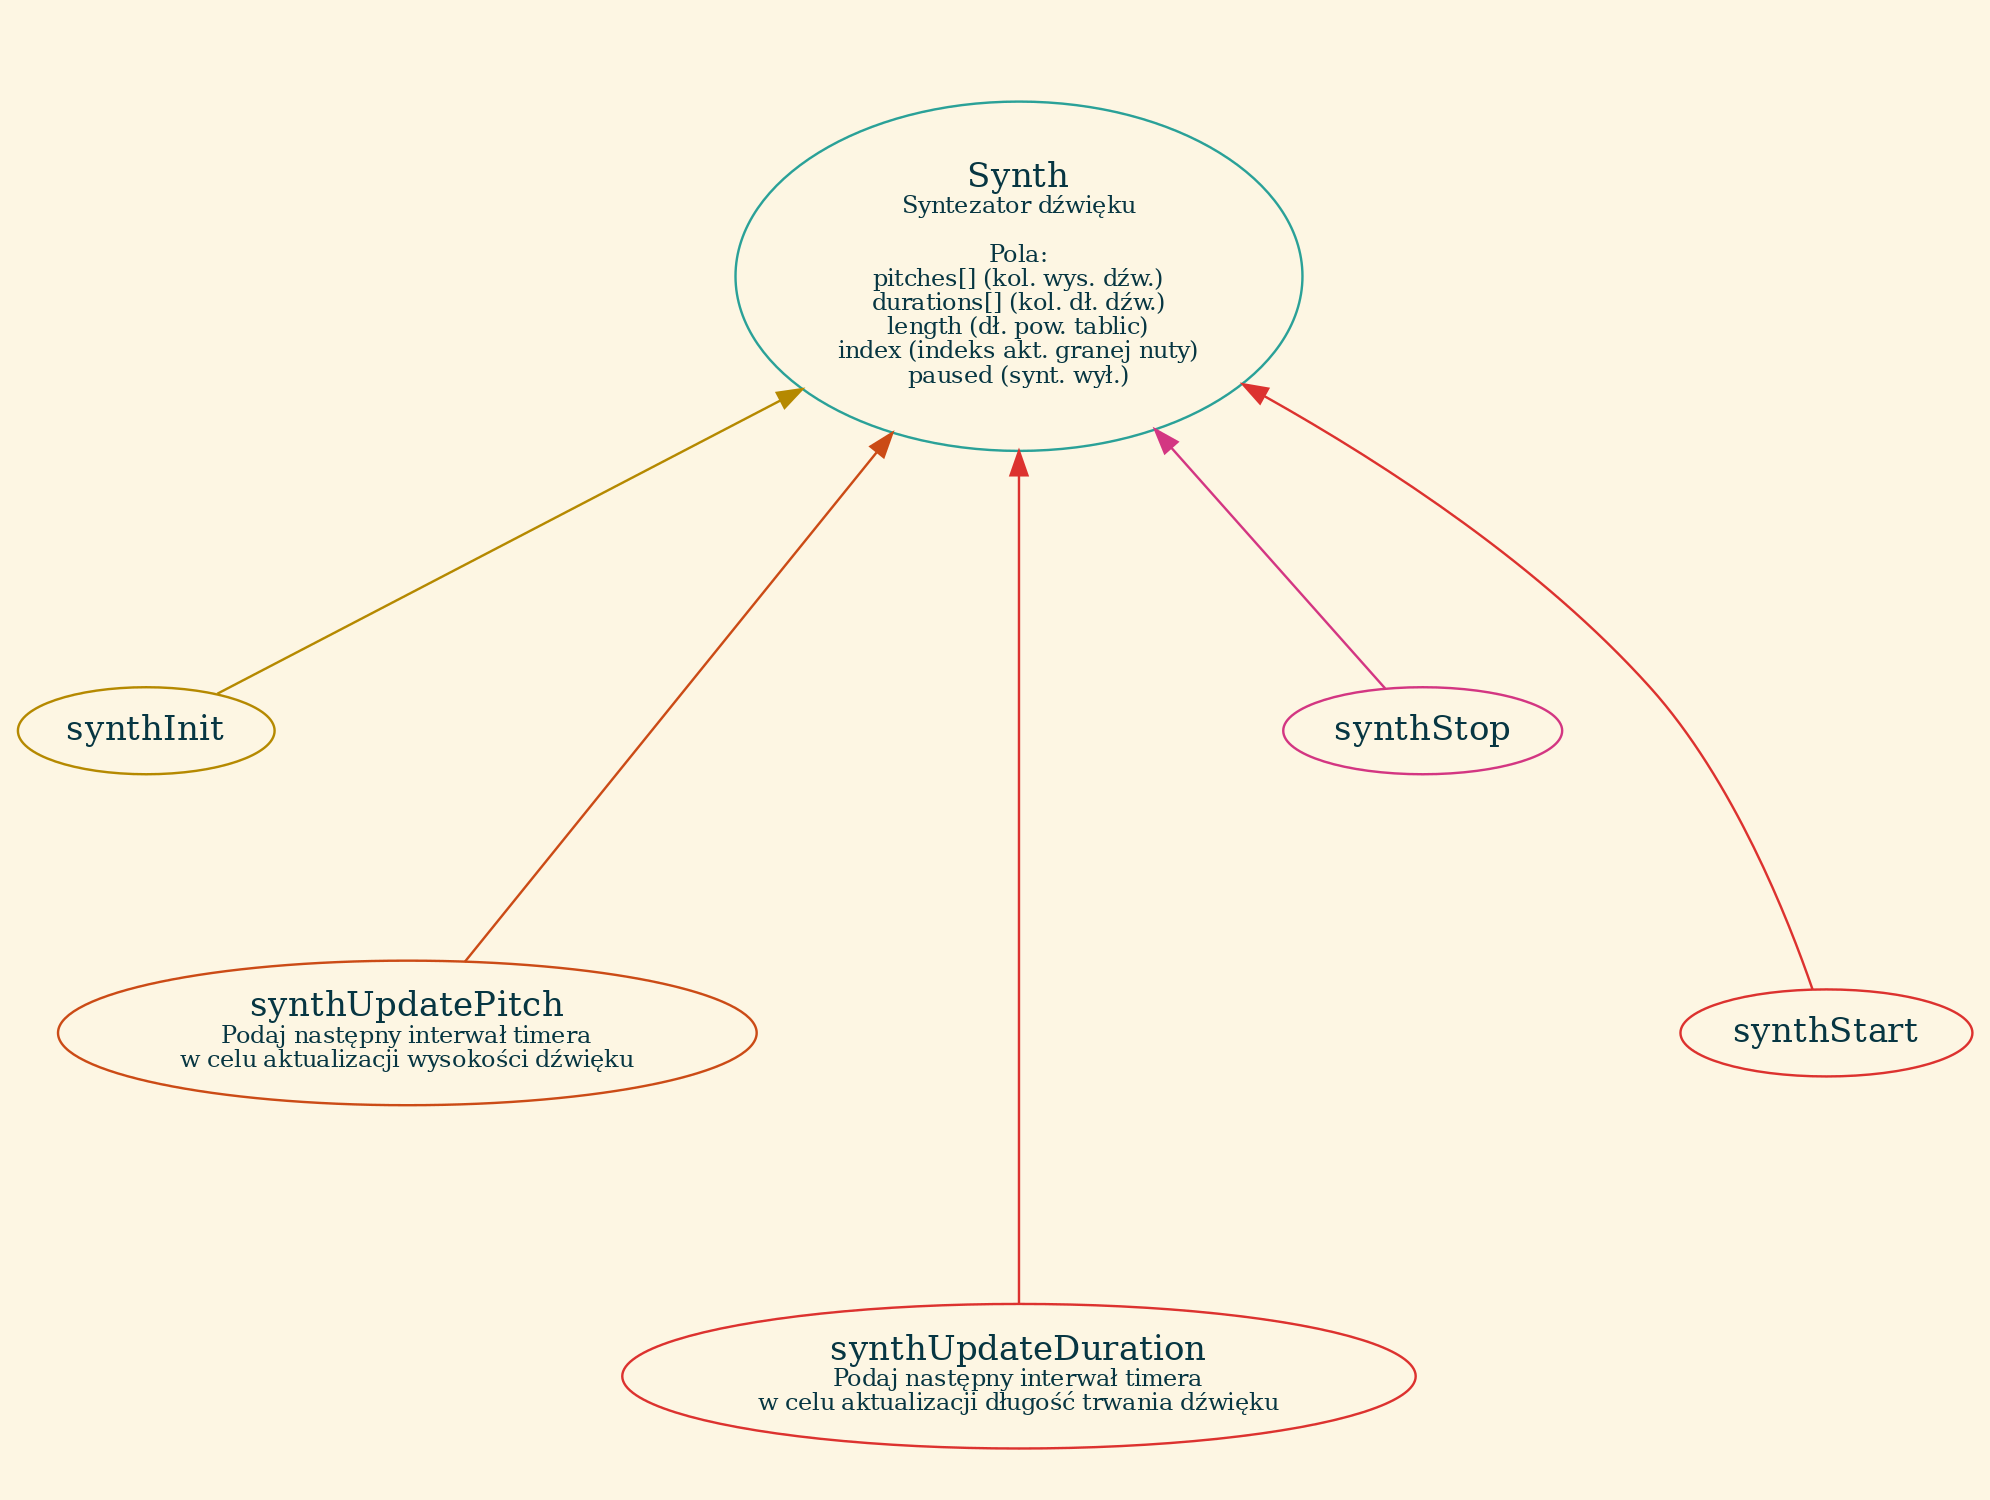 Synth
Syntezator dźwięku
Pola:
pitches[] (kol. wys. dźw.)
durations[] (kol. dł. dźw.)
length (dł. pow. tablic)
index (indeks akt. granej nuty)
paused (synt. wył.)
synthInit
synthStop
synthUpdatePitch
Podaj następny interwał timera
w celu aktualizacji wysokości dźwięku
synthStart
synthUpdateDuration
Podaj następny interwał timera
w celu aktualizacji długość trwania dźwięku